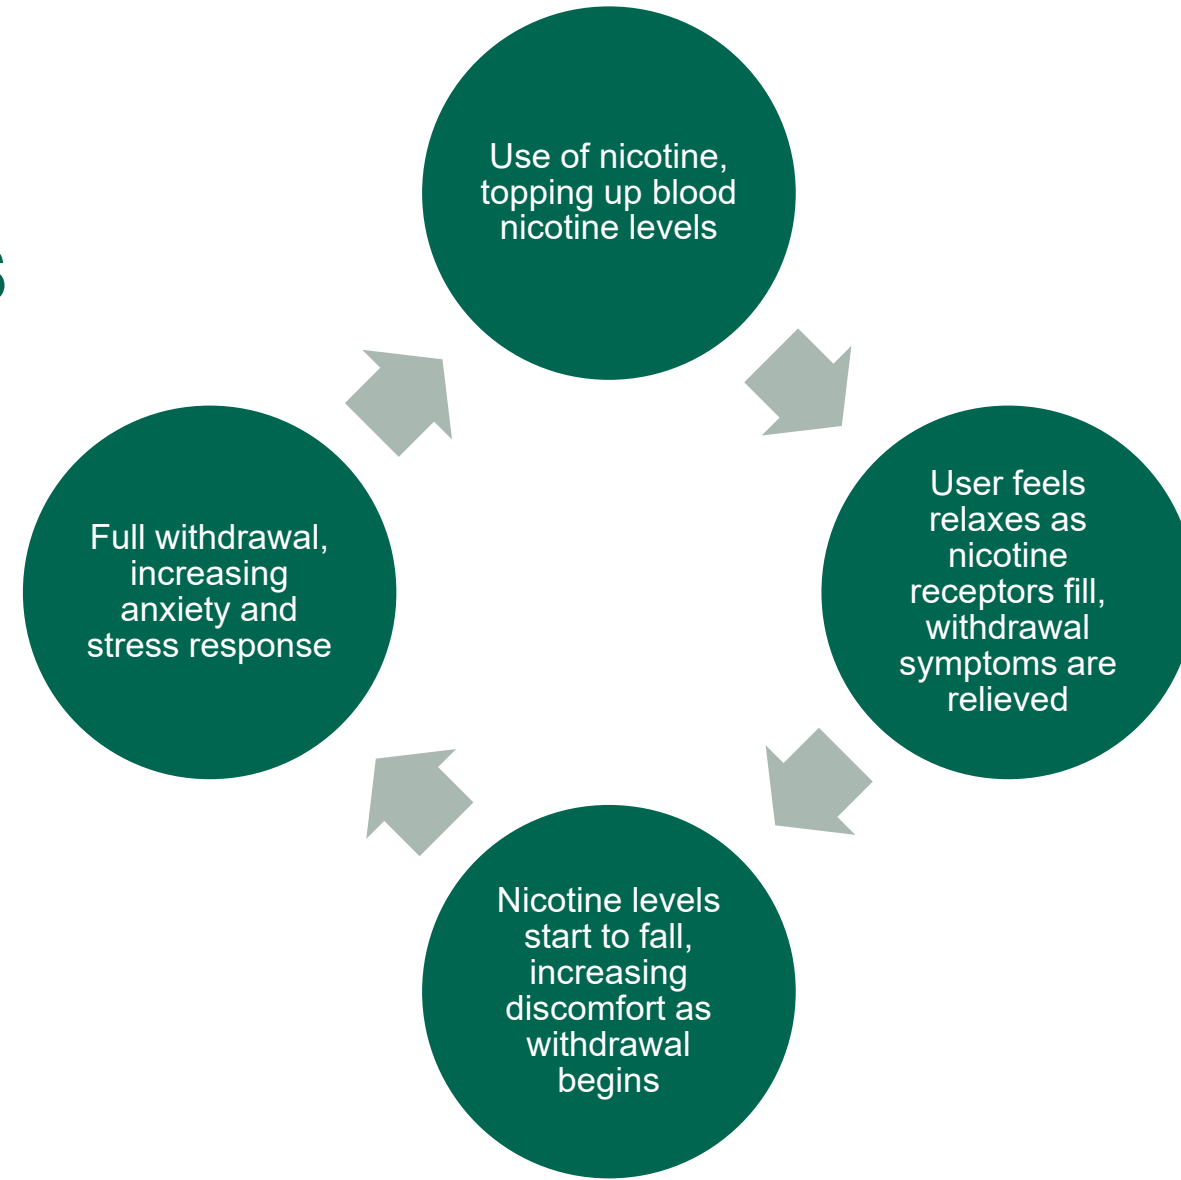 s
Use of nicotine,
topping up blood
nicotine levels
User feels
relaxes as
nicotine
receptors fill,
withdrawal
symptoms are
relieved
Nicotine levels
start to fall,
increasing
discomfort as
withdrawal
begins
Full withdrawal,
increasing
anxiety and
stress response